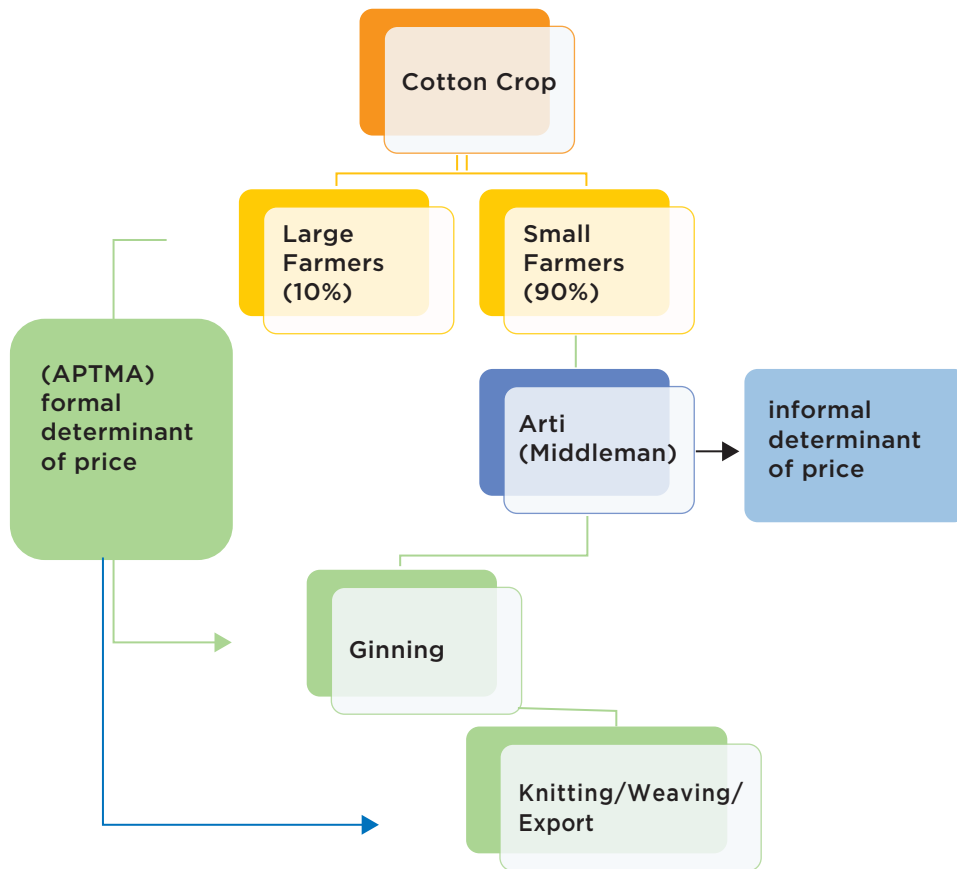 Cotton Crop
Large
Farmers
(10%)
Small
Farmers
(90%)
(APTMA)
formal
determinant
of price
Arti
(Middleman)
informal
determinant
of price
Ginning
Knitting/Weaving/
Export